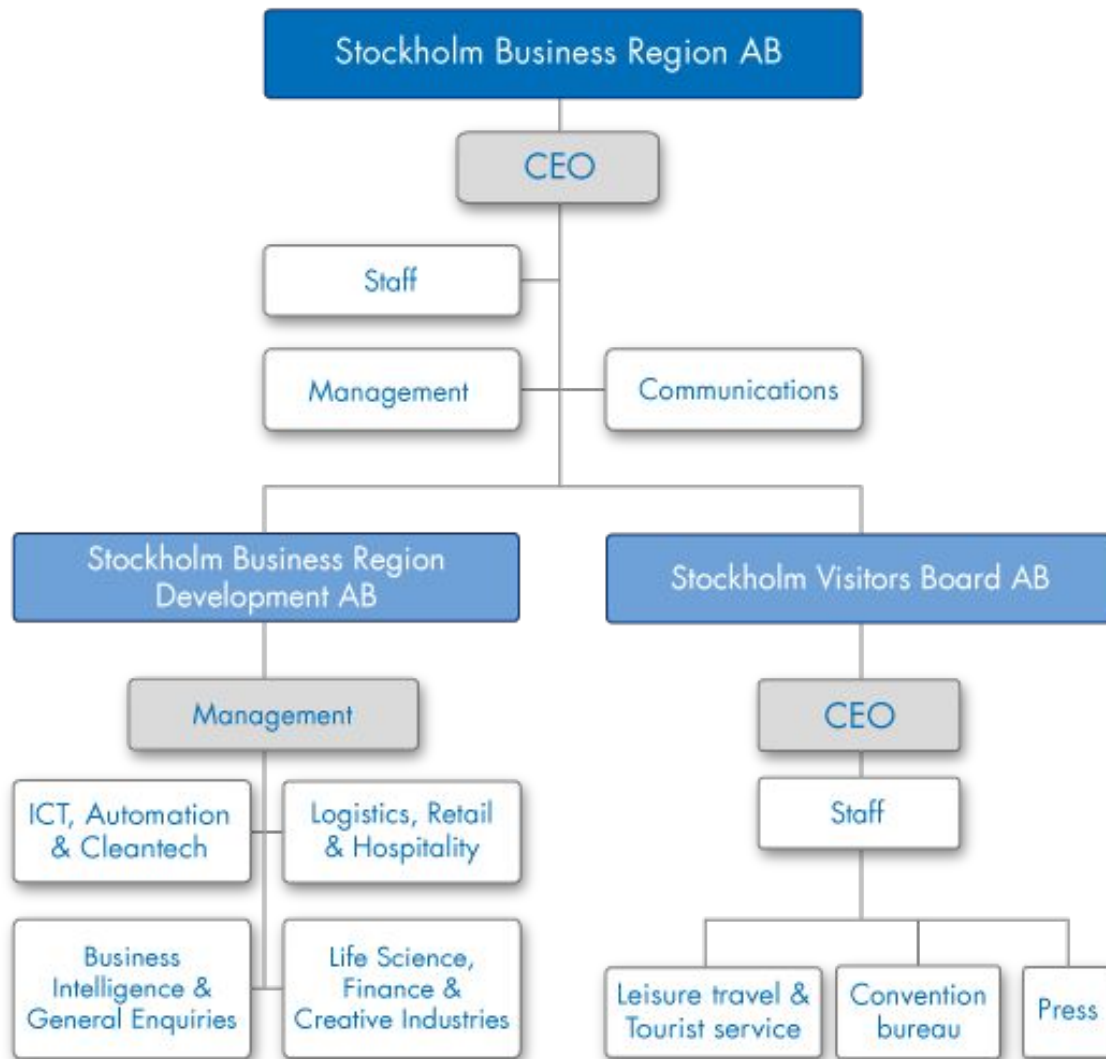 Stockholm Business Region AB
CEO
Staff
Management
Communications
Stockholm Business Region
Development AB
Stockholm Visitors Board AB
Management
CEO
ICT, Automation
& Cleantech
Logistics, Retail
& Hospitality
Staff
Business
Intelligence &
General Enquiries
Life Science,
Finance &
Creative Industries
Leisure travel &
Tourist service
Convention
bureau
Press